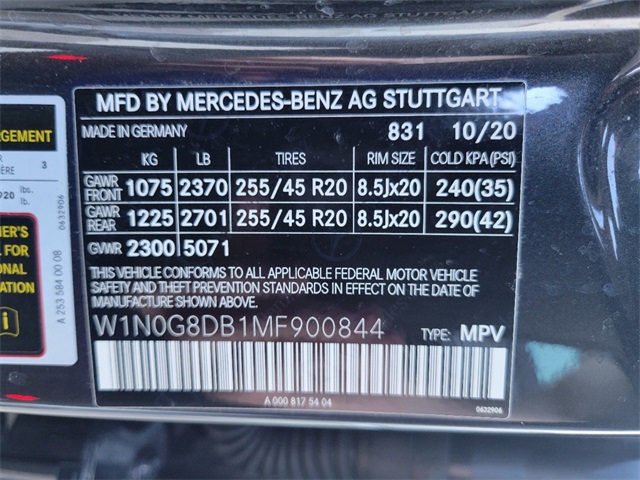 MFD BY MERCEDES-BENZ AG STUTTGART
MADE IN GERMANY 831 10/20
KG LB TIRES RIM SIZE COLD KPA (PSI)
GAWR FRONT 1075 2370 255/45 R20 8.5Jx20 240(35)
GAWR REAR 1225 2701 255/45 R20 8.5Jx20 290(42)
GVWR 2300 5071
THIS VEHICLE CONFORMS TO ALL APPLICABLE FEDERAL MOTOR VEHICLE
SAFETY AND THEFT PREVENTION STANDARDS IN EFFECT ON THE DATE
OF MANUFACTURE SHOWN ABOVE.
W1N0G8DB1MF900844 TYPE: MPV
A 000 817 54 04 0632906
3
920 lbs.
0632906
A 253 584 00 08